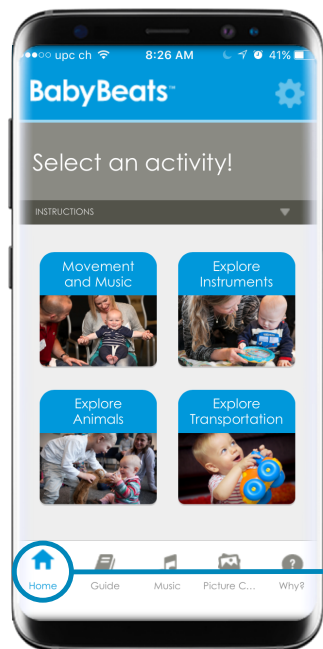 ●●○○ upc ch 8:26 AM 41%
BabyBeats™
Select an activity!
INSTRUCTIONS
Movement and Music
Explore Instruments
Explore Animals
Explore Transportation
Home Guide Music Picture C... Why?